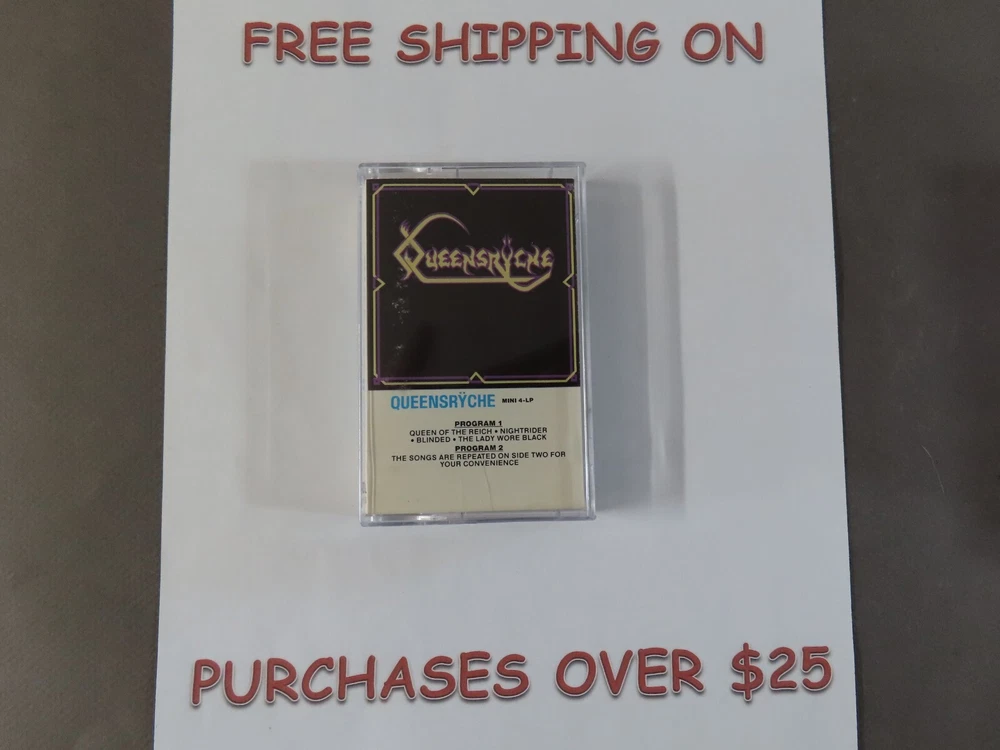 FREE SHIPPING ON
QUEENSRŸCHE
QUEENSRŸCHE MINI 4-LP
PROGRAM 1
QUEEN OF THE REICH • NIGHTRIDER
• BLINDED • THE LADY WORE BLACK
PROGRAM 2
THE SONGS ARE REPEATED ON SIDE TWO FOR
YOUR CONVENIENCE
PURCHASES OVER $25